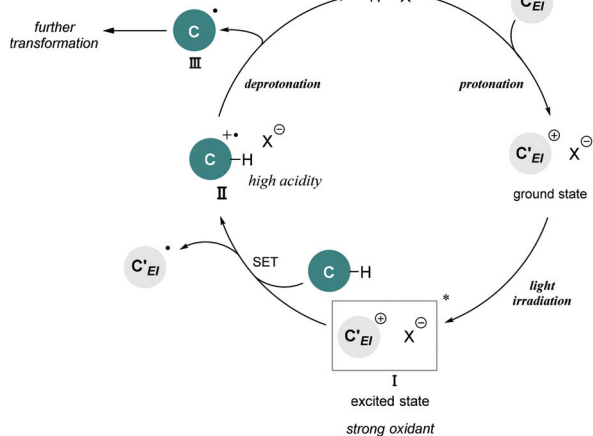 C'EI
further
transformation
C •
III
deprotonation
protonation
+•
C–H X⊖
high acidity
II
C'EI⊕ X⊖
ground state
C'EI •
SET
C–H
light
irradiation
*
C'EI⊕ X⊖
I
excited state
strong oxidant